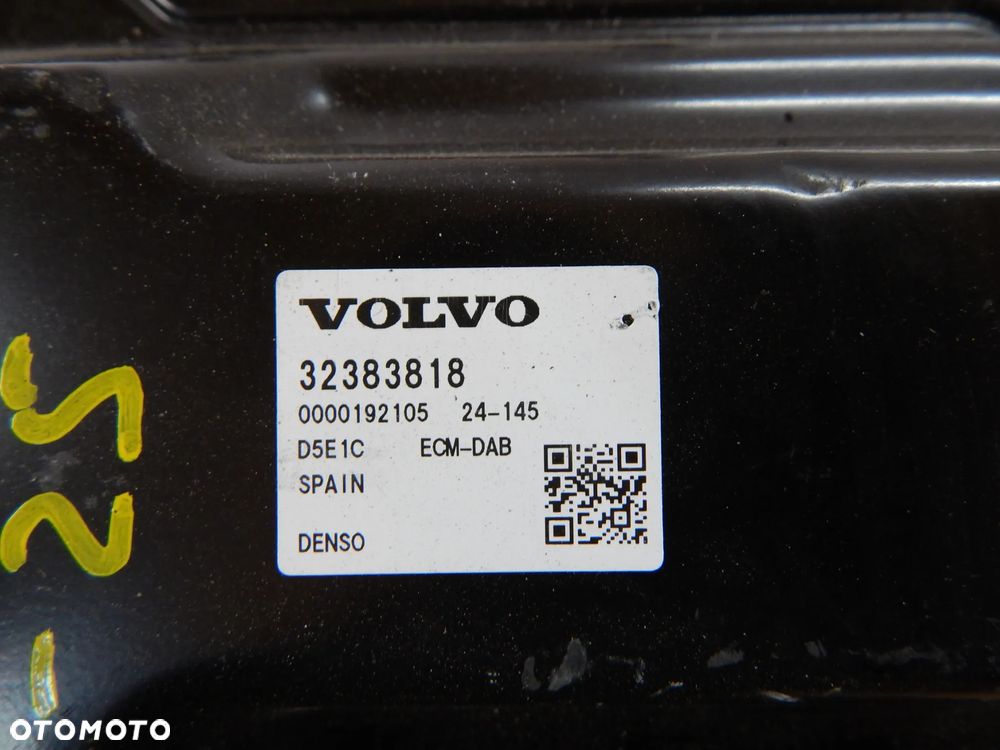 VOLVO
32383818
0000192105 24-145
D5E1C ECM-DAB
SPAIN
DENSO
OTOMOTO